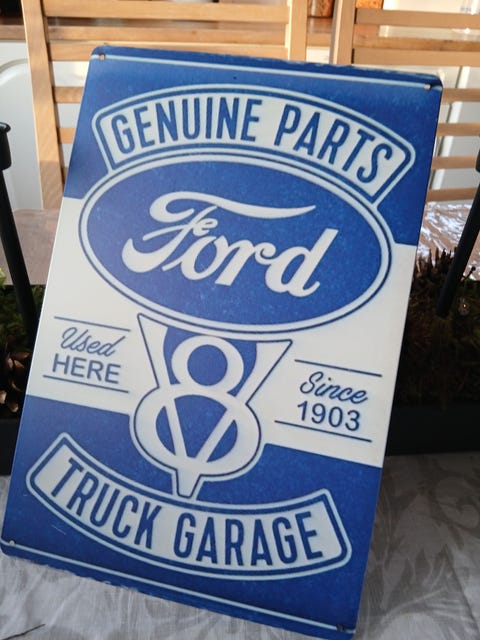 GENUINE PARTS
Ford
Used
HERE
V8
Since
1903
TRUCK GARAGE